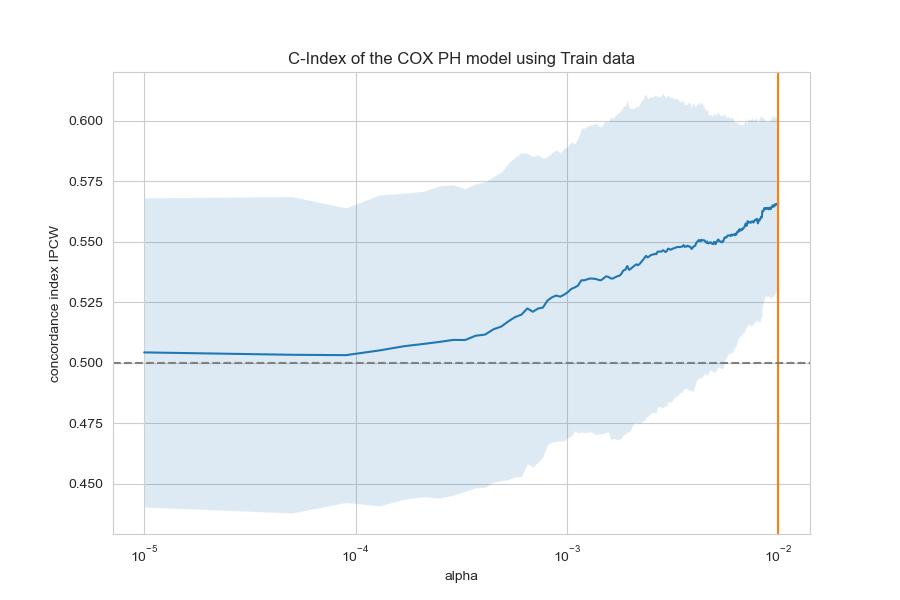 C-Index of the COX PH model using Train data
concordance index IPCW
0.600
0.575
0.550
0.525
0.500
0.475
0.450
10⁻⁵ 10⁻⁴ 10⁻³ 10⁻²
alpha